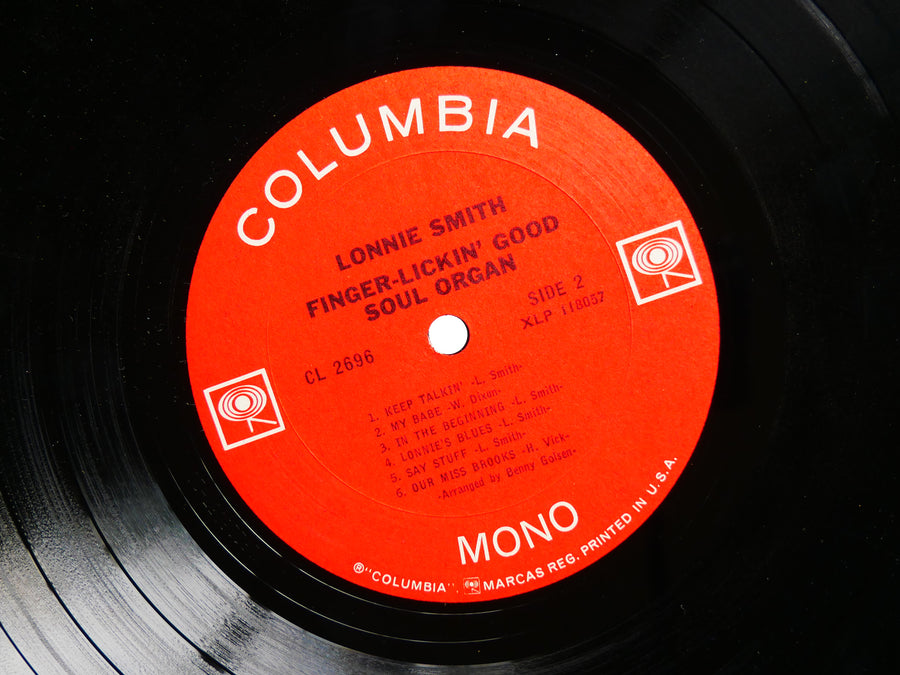 COLUMBIA
LONNIE SMITH
FINGER-LICKIN' GOOD
SOUL ORGAN
SIDE 2
CL 2696
XLP 118057
1. KEEP TALKIN' -L. Smith-
2. MY BABE -W. Dixon-
3. IN THE BEGINNING -L. Smith-
4. LONNIE'S BLUES -L. Smith-
5. SAY STUFF -L. Smith-
6. OUR MISS BROOKS -H. Vick-
-Arranged by Benny Golsen-
MONO
®"COLUMBIA", MARCAS REG. PRINTED IN U.S.A.